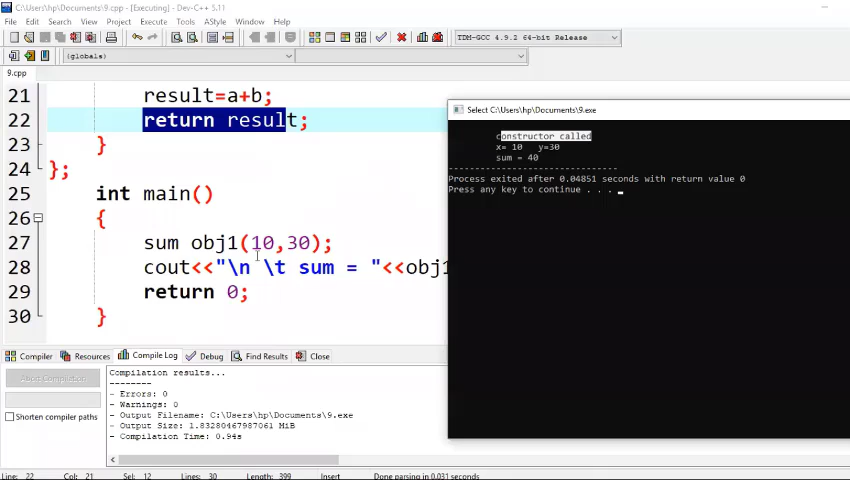 C:\Users\hp\Documents\9.cpp - [Executing] - Dev-C++ 5.11
File Edit Search View Project Execute Tools AStyle Window Help
TDM-GCC 4.9.2 64-bit Release
(globals)
9.cpp
21 result=a+b;
22 return result;
23 }
24 };
25 int main()
26 {
27 sum obj1(10,30);
28 cout<<"\n \t sum = "<<obj1
29 return 0;
30 }
Select C:\Users\hp\Documents\9.exe
constructor called
x= 10 y=30
sum = 40
--------------------------------
Process exited after 0.04851 seconds with return value 0
Press any key to continue . . .
Compiler Resources Compile Log Debug Find Results Close
Abort Compilation
Shorten compiler paths
Compilation results...
--------
- Errors: 0
- Warnings: 0
- Output Filename: C:\Users\hp\Documents\9.exe
- Output Size: 1.83280467987061 MiB
- Compilation Time: 0.94s
Line: 22 Col: 21 Sel: 12 Lines: 30 Length: 399 Insert Done parsing in 0.031 seconds